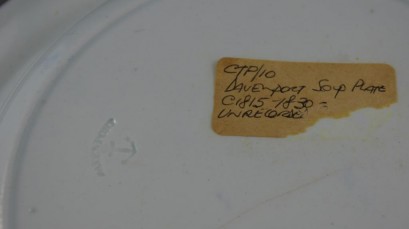 CTP/10
DAVENPORT SOUP PLATE
C1815-1830 =
UNRECORDED